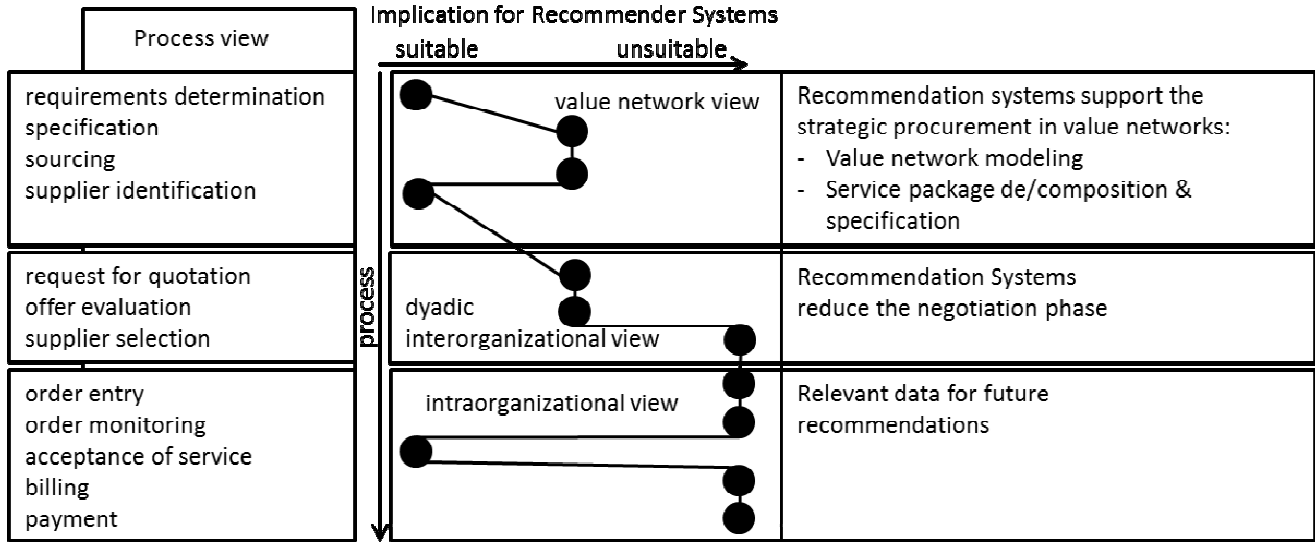 Implication for Recommender Systems
Process view
suitable unsuitable
requirements determination
specification
sourcing
supplier identification
value network view
Recommendation systems support the
strategic procurement in value networks:
- Value network modeling
- Service package de/composition &
specification
process
request for quotation
offer evaluation
supplier selection
dyadic
interorganizational view
Recommendation Systems
reduce the negotiation phase
order entry
order monitoring
acceptance of service
billing
payment
intraorganizational view
Relevant data for future
recommendations